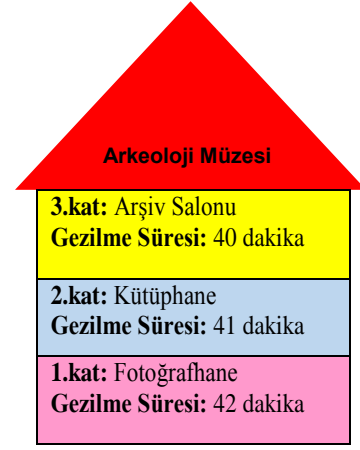 Arkeoloji Müzesi
3.kat: Arşiv Salonu
Gezilme Süresi: 40 dakika
2.kat: Kütüphane
Gezilme Süresi: 41 dakika
1.kat: Fotoğrafhane
Gezilme Süresi: 42 dakika